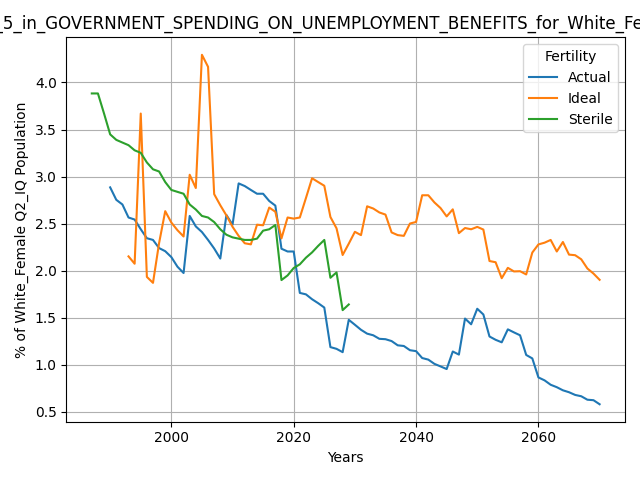 _5_in_GOVERNMENT_SPENDING_ON_UNEMPLOYMENT_BENEFITS_for_White_Fe
Fertility
Actual
Ideal
Sterile
% of White_Female Q2_IQ Population
4.0
3.5
3.0
2.5
2.0
1.5
1.0
0.5
2000 2020 2040 2060
Years